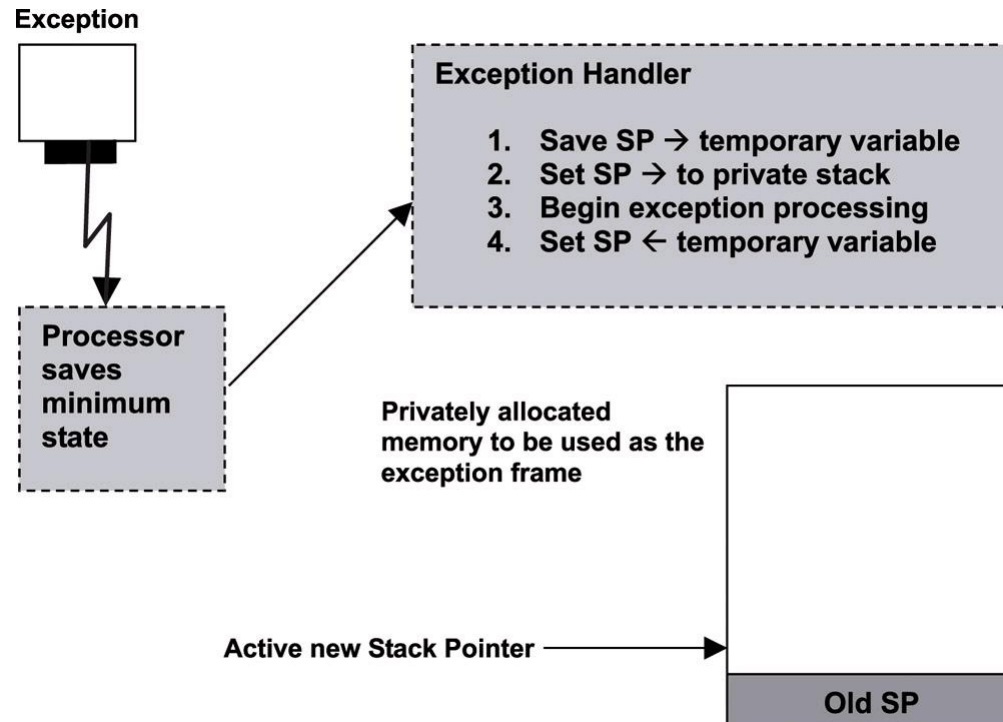 Exception
Exception Handler
1. Save SP → temporary variable
2. Set SP → to private stack
3. Begin exception processing
4. Set SP ← temporary variable
Processor
saves
minimum
state
Privately allocated
memory to be used as the
exception frame
Active new Stack Pointer
Old SP